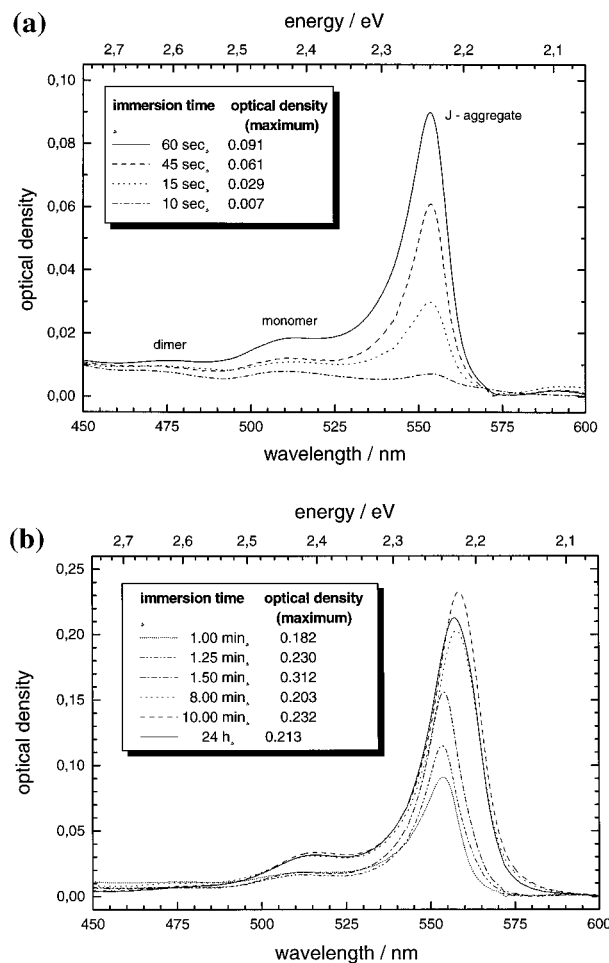 (a)
energy / eV
2,7 2,6 2,5 2,4 2,3 2,2 2,1
0,10
0,08
0,06
0,04
0,02
0,00
optical density
immersion time optical density
(maximum)
60 sec. 0.091
45 sec. 0.061
15 sec. 0.029
10 sec. 0.007
J - aggregate
monomer
dimer
450 475 500 525 550 575 600
wavelength / nm
(b)
energy / eV
2,7 2,6 2,5 2,4 2,3 2,2 2,1
0,25
0,20
0,15
0,10
0,05
0,00
optical density
immersion time optical density
(maximum)
1.00 min. 0.182
1.25 min. 0.230
1.50 min. 0.312
8.00 min. 0.203
10.00 min. 0.232
24 h. 0.213
450 475 500 525 550 575 600
wavelength / nm